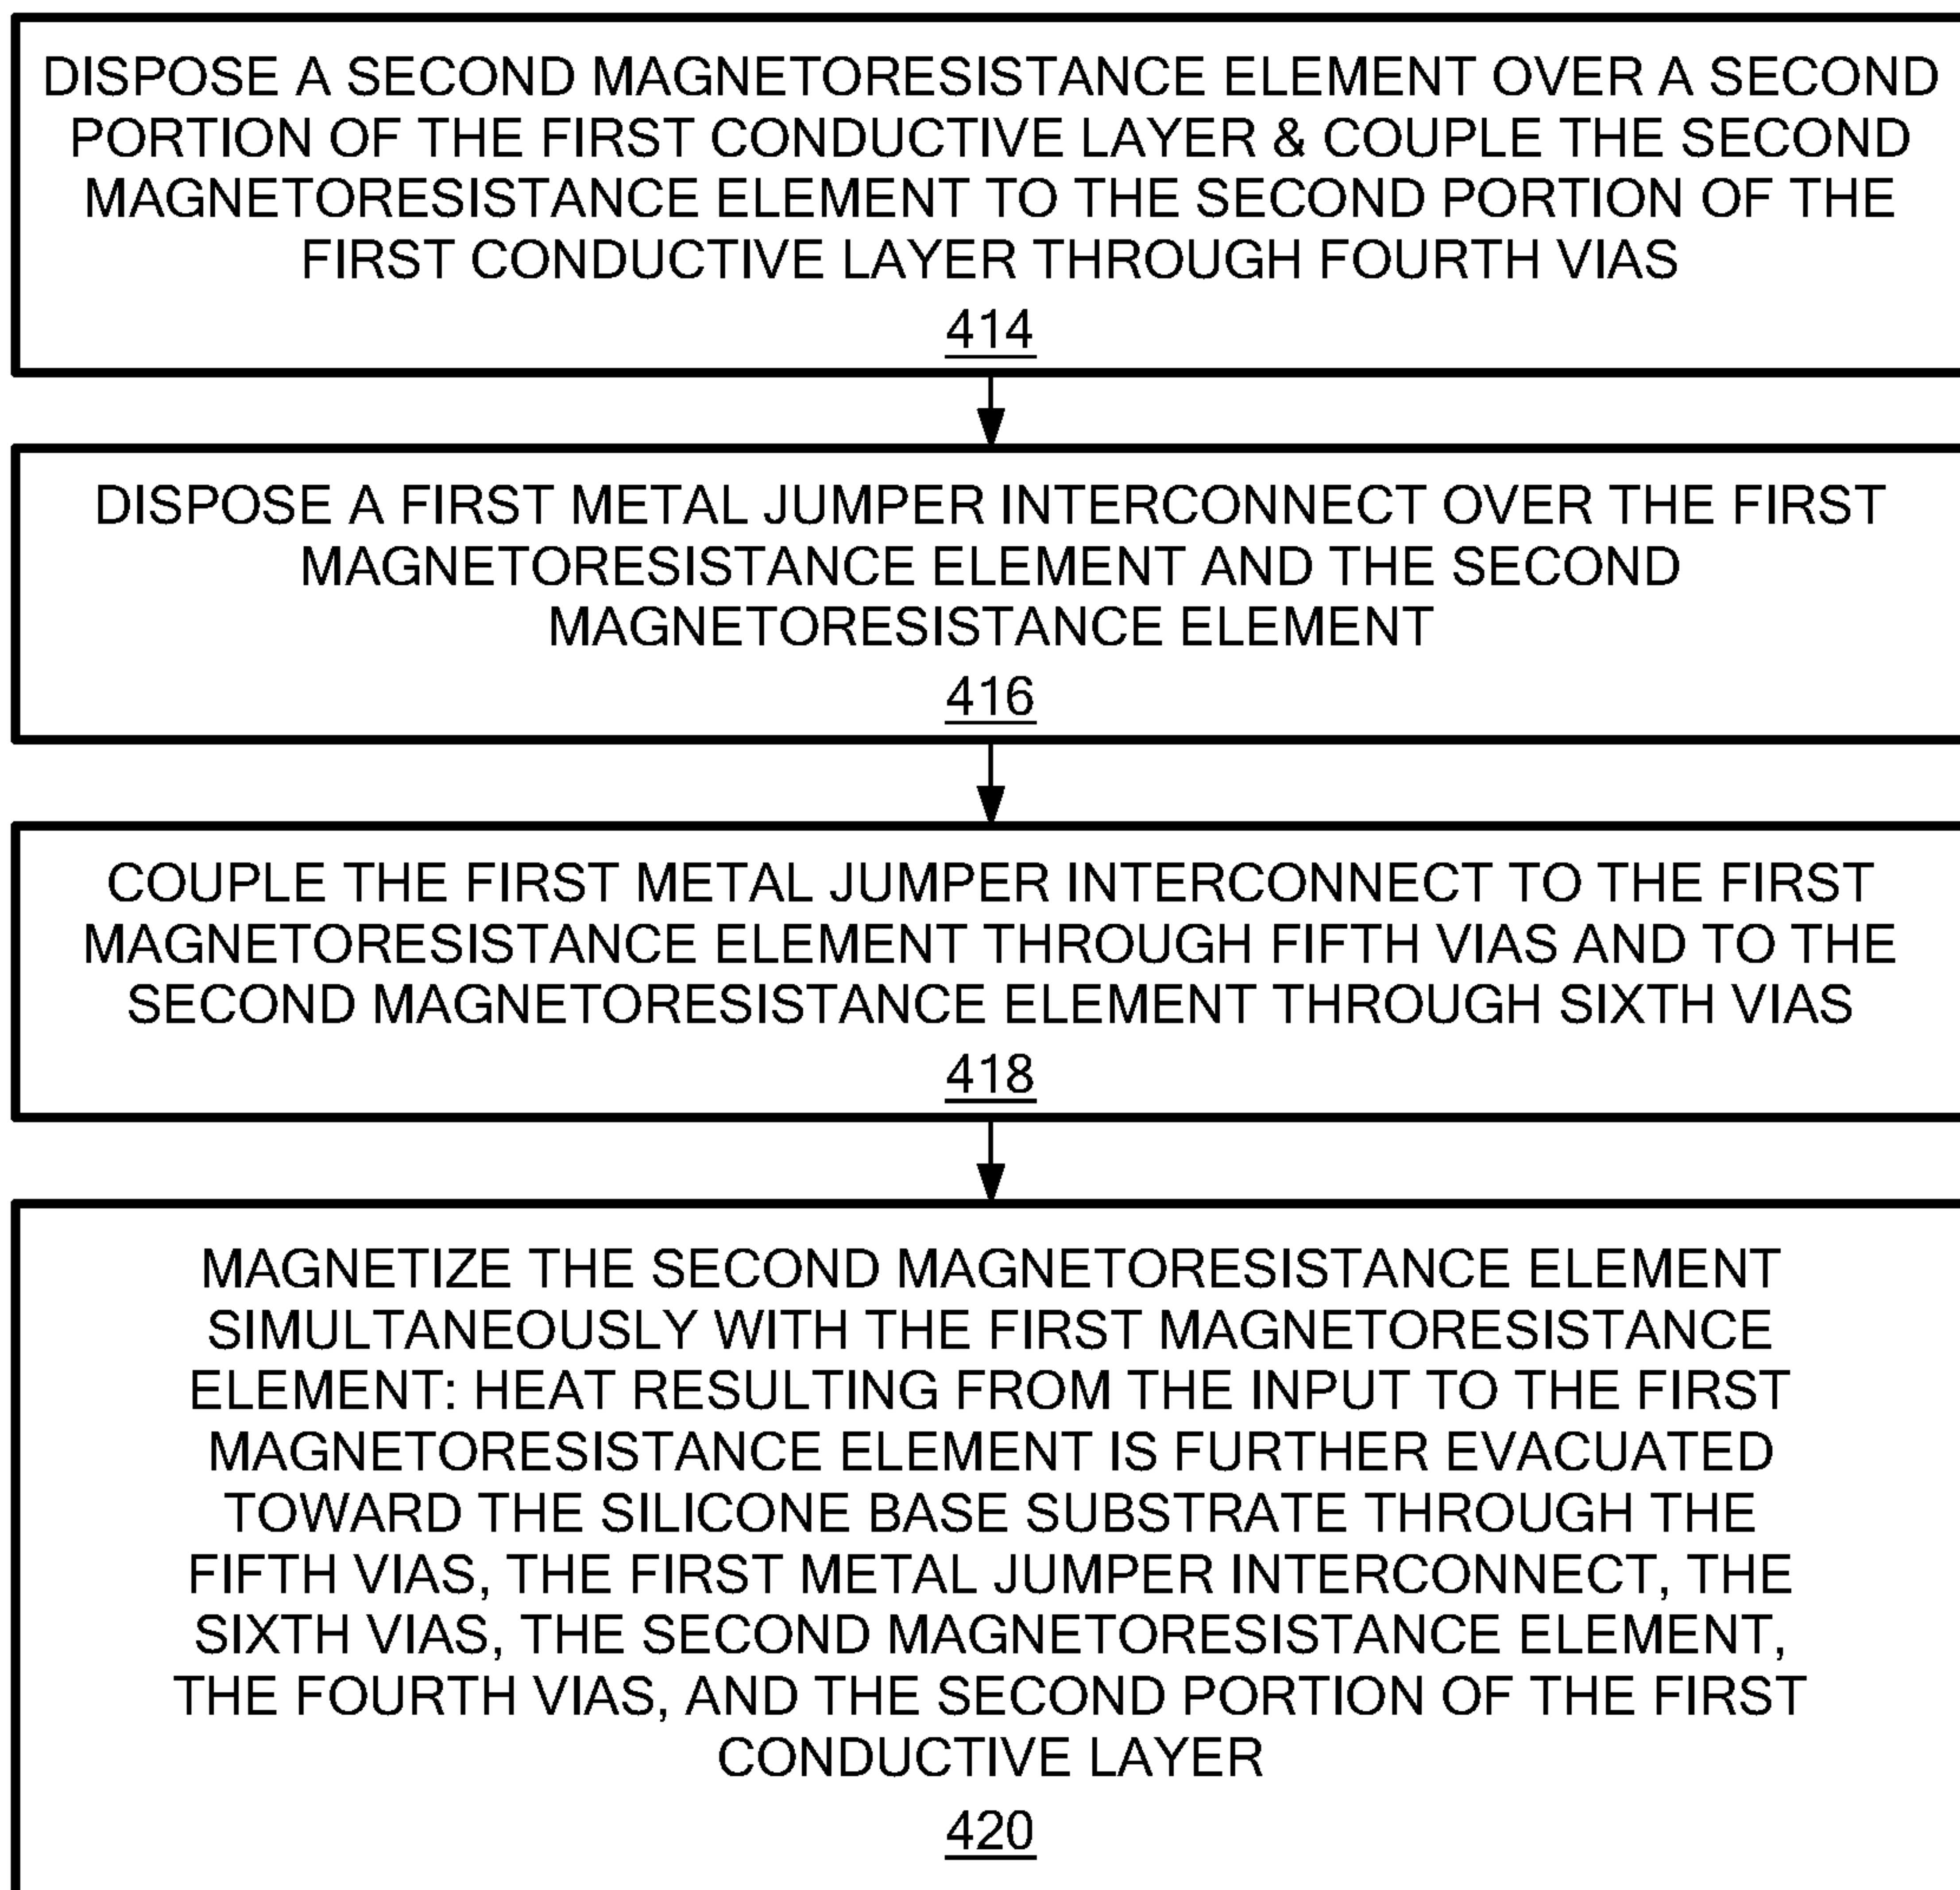 DISPOSE A SECOND MAGNETORESISTANCE ELEMENT OVER A SECOND
PORTION OF THE FIRST CONDUCTIVE LAYER & COUPLE THE SECOND
MAGNETORESISTANCE ELEMENT TO THE SECOND PORTION OF THE
FIRST CONDUCTIVE LAYER THROUGH FOURTH VIAS
414
DISPOSE A FIRST METAL JUMPER INTERCONNECT OVER THE FIRST
MAGNETORESISTANCE ELEMENT AND THE SECOND
MAGNETORESISTANCE ELEMENT
416
COUPLE THE FIRST METAL JUMPER INTERCONNECT TO THE FIRST
MAGNETORESISTANCE ELEMENT THROUGH FIFTH VIAS AND TO THE
SECOND MAGNETORESISTANCE ELEMENT THROUGH SIXTH VIAS
418
MAGNETIZE THE SECOND MAGNETORESISTANCE ELEMENT
SIMULTANEOUSLY WITH THE FIRST MAGNETORESISTANCE
ELEMENT: HEAT RESULTING FROM THE INPUT TO THE FIRST
MAGNETORESISTANCE ELEMENT IS FURTHER EVACUATED
TOWARD THE SILICONE BASE SUBSTRATE THROUGH THE
FIFTH VIAS, THE FIRST METAL JUMPER INTERCONNECT, THE
SIXTH VIAS, THE SECOND MAGNETORESISTANCE ELEMENT,
THE FOURTH VIAS, AND THE SECOND PORTION OF THE FIRST
CONDUCTIVE LAYER
420